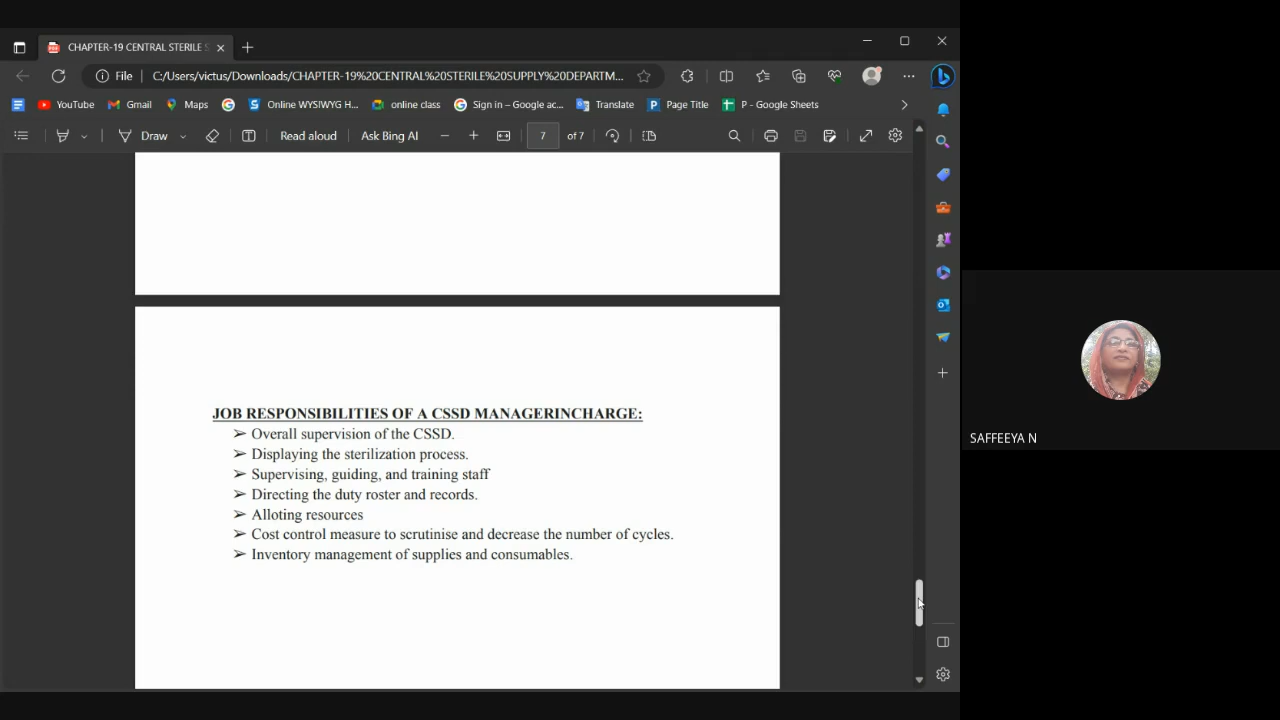 CHAPTER-19 CENTRAL STERILE S
File C:/Users/victus/Downloads/CHAPTER-19%20CENTRAL%20STERILE%20SUPPLY%20DEPARTM...
YouTube Gmail Maps Online WYSIWYG H... online class Sign in – Google ac... Translate Page Title P - Google Sheets
Draw Read aloud Ask Bing AI 7 of 7
JOB RESPONSIBILITIES OF A CSSD MANAGERINCHARGE:
➢ Overall supervision of the CSSD.
➢ Displaying the sterilization process.
➢ Supervising, guiding, and training staff
➢ Directing the duty roster and records.
➢ Alloting resources
➢ Cost control measure to scrutinise and decrease the number of cycles.
➢ Inventory management of supplies and consumables.
SAFFEEYA N